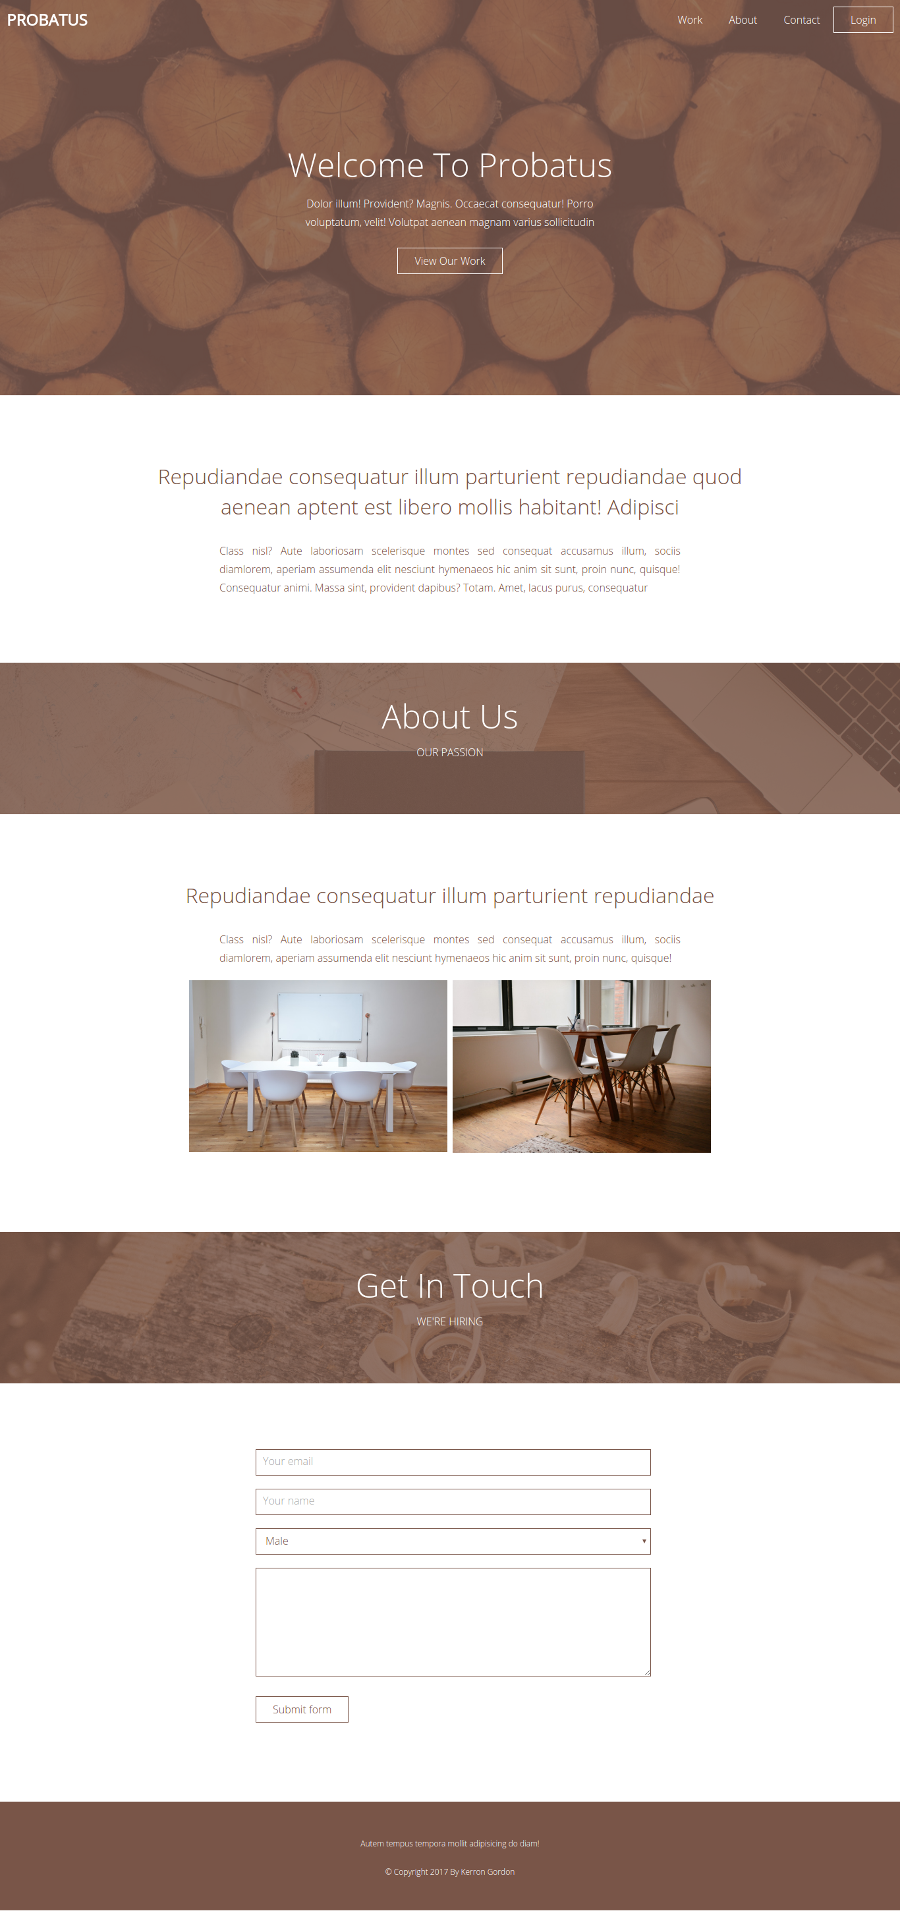 PROBATUS
Work About Contact Login
Welcome To Probatus
Dolor illum! Provident? Magnis. Occaecat consequatur! Porro
voluptatum, velit! Volutpat aenean magnam varius sollicitudin
View Our Work
Repudiandae consequatur illum parturient repudiandae quod
aenean aptent est libero mollis habitant! Adipisci
Class nisl? Aute laboriosam scelerisque montes sed consequat accusamus illum, sociis
diamlorem, aperiam assumenda elit nesciunt hymenaeos hic anim sit sunt, proin nunc, quisque!
Consequatur animi. Massa sint, provident dapibus? Totam. Amet, lacus purus, consequatur
About Us
OUR PASSION
Repudiandae consequatur illum parturient repudiandae
Class nisl? Aute laboriosam scelerisque montes sed consequat accusamus illum, sociis
diamlorem, aperiam assumenda elit nesciunt hymenaeos hic anim sit sunt, proin nunc, quisque!
Get In Touch
WE'RE HIRING
Your email
Your name
Male
Submit form
Autem tempus tempora mollit adipisicing do diam!
© Copyright 2017 By Kerron Gordon